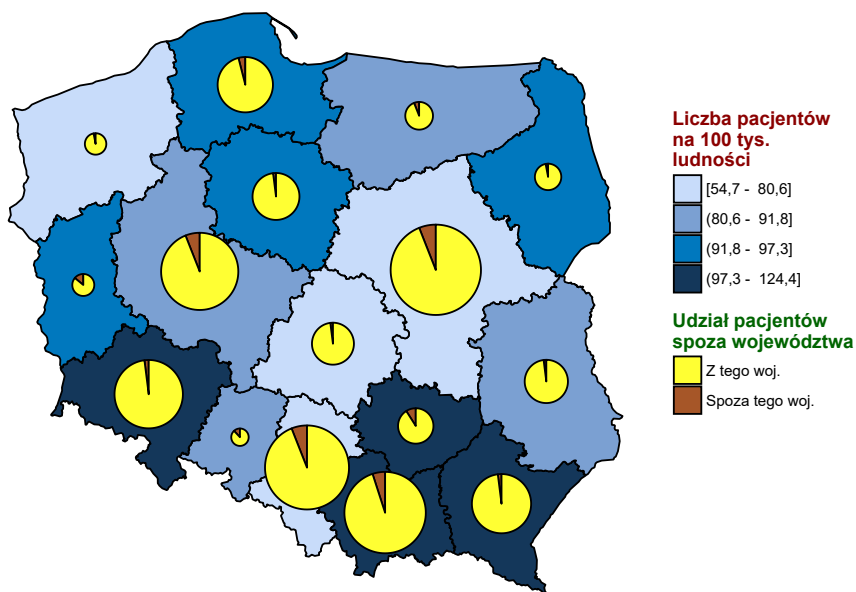 Liczba pacjentów
na 100 tys.
ludności
[54,7 - 80,6]
(80,6 - 91,8]
(91,8 - 97,3]
(97,3 - 124,4]
Udział pacjentów
spoza województwa
Z tego woj.
Spoza tego woj.